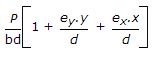 P/bd[1 + e_y.y/d + e_x.x/d]